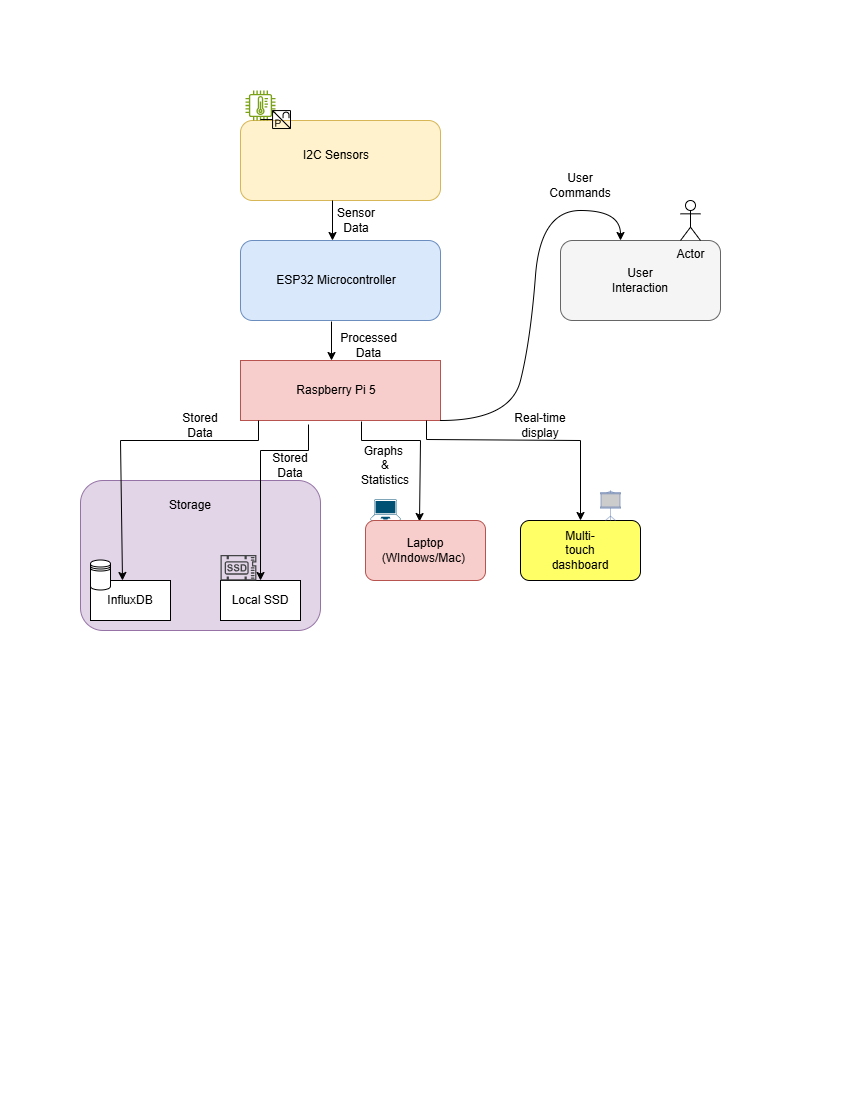 P
I2C Sensors
Sensor
Data
User
Commands
Actor
User
Interaction
ESP32 Microcontroller
Processed
Data
Raspberry Pi 5
Stored
Data
Stored
Data
Graphs
&
Statistics
Real-time
display
Storage
SSD
InfluxDB
Local SSD
Laptop
(WIndows/Mac)
Multi-
touch
dashboard